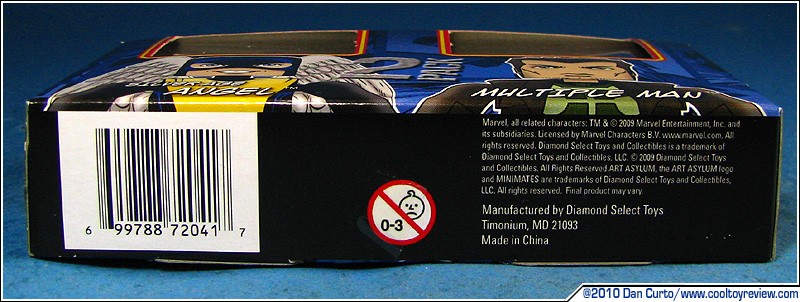 2
PACK
ANGEL™
MULTIPLE MAN
Marvel, all related characters: TM & © 2009 Marvel Entertainment, Inc. and
its subsidiaries. Licensed by Marvel Characters B.V. www.marvel.com. All
rights reserved. Diamond Select Toys and Collectibles is a trademark of
Diamond Select Toys and Collectibles, LLC. © 2009 Diamond Select Toys
and Collectibles. All Rights Reserved ART ASYLUM, the ART ASYLUM logo
and MINIMATES are trademarks of Diamond Select Toys and Collectibles,
LLC. All rights reserved. Final product may vary.
Manufactured by Diamond Select Toys
Timonium, MD 21093
Made in China
0-3
6 99788 72041 7
©2010 Dan Curto/www.cooltoyreview.com